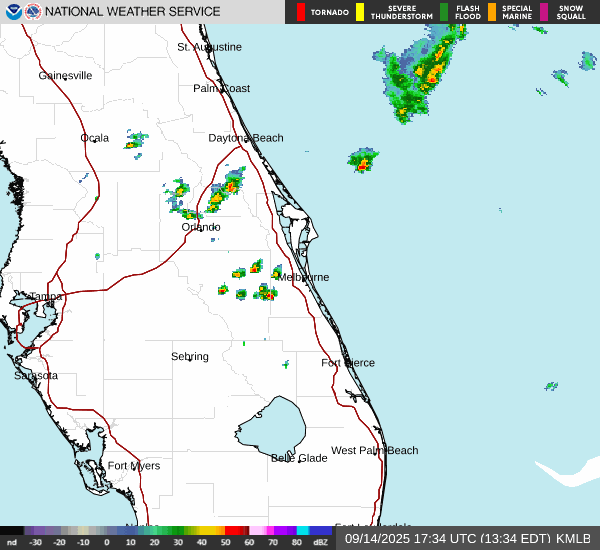 NATIONAL WEATHER SERVICE
TORNADO
SEVERE THUNDERSTORM
FLASH FLOOD
SPECIAL MARINE
SNOW SQUALL
St. Augustine
Gainesville
Palm Coast
Ocala
Daytona Beach
Orlando
Melbourne
Tampa
Sebring
Fort Pierce
Sarasota
West Palm Beach
Belle Glade
Fort Myers
nd -30 -20 -10 0 10 20 30 40 50 60 70 80 dBZ
09/14/2025 17:34 UTC (13:34 EDT) KMLB